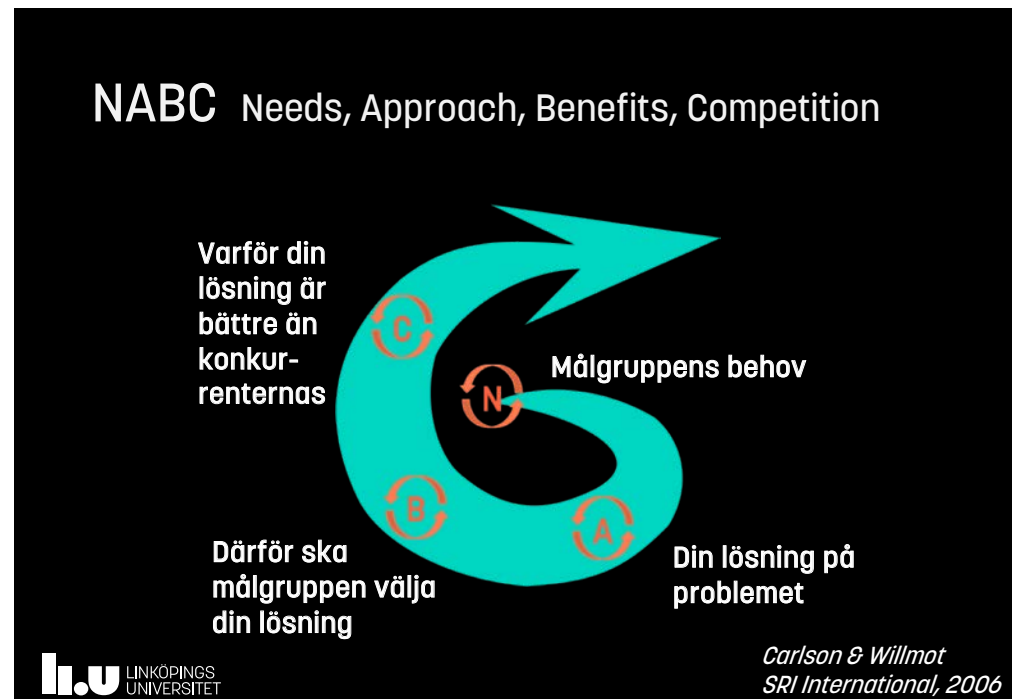 NABC Needs, Approach, Benefits, Competition
Varför din
lösning är
bättre än
konkur-
renternas
C
N
Målgruppens behov
B
A
Därför ska
målgruppen välja
din lösning
Din lösning på
problemet
LINKÖPINGS
UNIVERSITET
Carlson & Willmot
SRI International, 2006